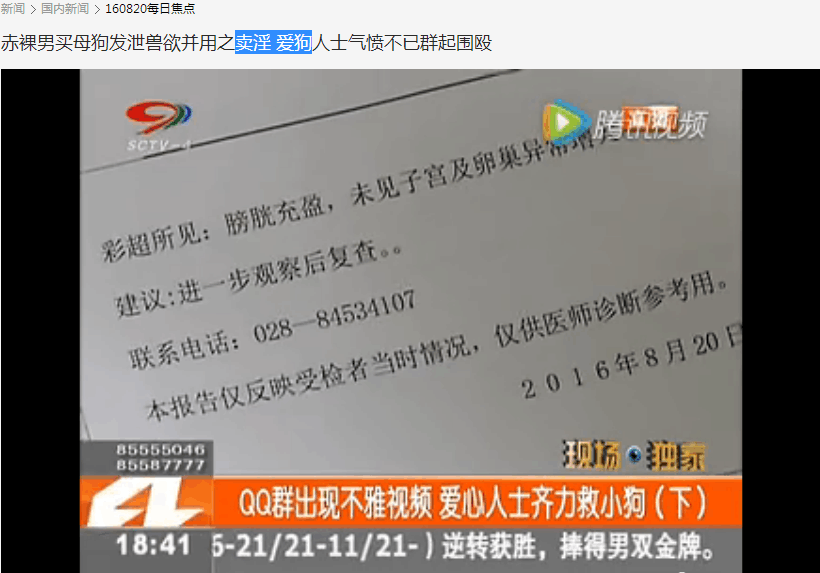 新闻 > 国内新闻 > 160820每日焦点
赤裸男买母狗发泄兽欲并用之卖淫 爱狗人士气愤不已群起围殴
SCTV-4
腾讯视频
彩超所见：膀胱充盈，未见子宫及卵巢异常增大
建议:进一步观察后复查。。
联系电话：028—84534107
本报告仅反映受检者当时情况，仅供医师诊断参考用。
2016年8月20日
现场 独家
85555046
85587777
QQ群出现不雅视频 爱心人士齐力救小狗（下）
18:41
5-21/21-11/21-）逆转获胜，捧得男双金牌。